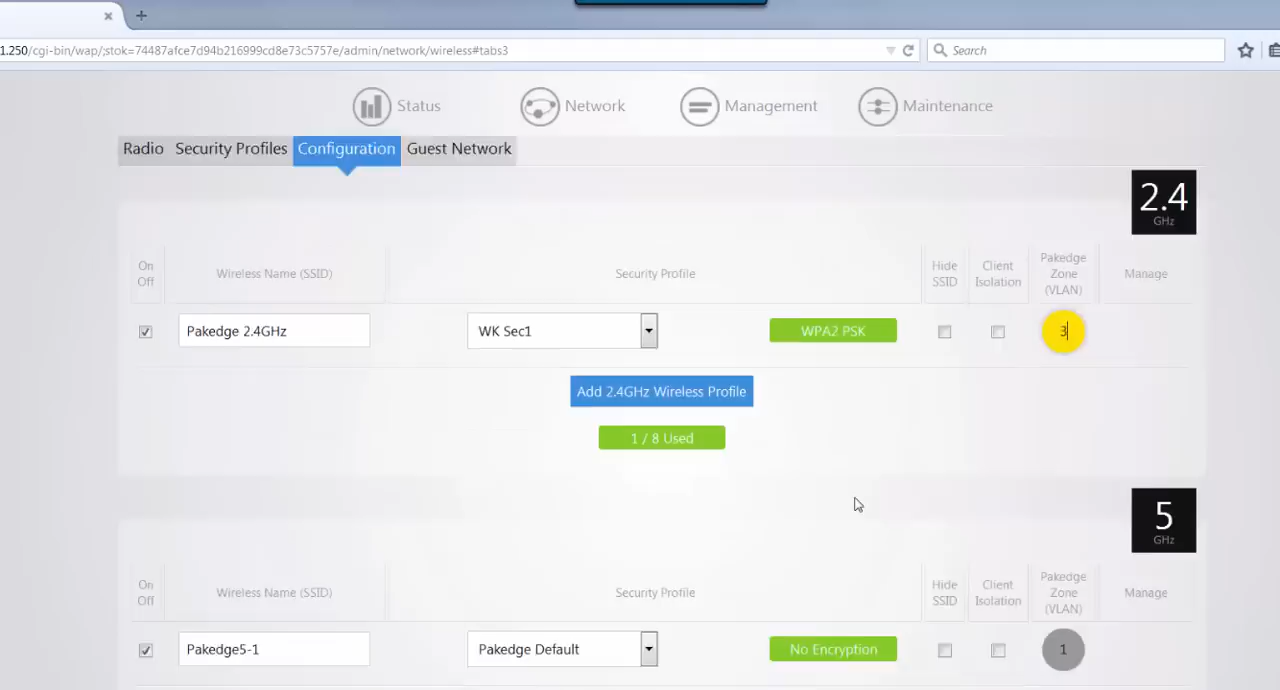 1.250/cgi-bin/wap/;stok=74487afce7d94b216999cd8e73c5757e/admin/network/wireless#tabs3
Search
Status
Network
Management
Maintenance
Radio
Security Profiles
Configuration
Guest Network
2.4
GHz
On
Off
Wireless Name (SSID)
Security Profile
Hide
SSID
Client
Isolation
Pakedge
Zone
(VLAN)
Manage
Pakedge 2.4GHz
WK Sec1
WPA2 PSK
3
Add 2.4GHz Wireless Profile
1 / 8 Used
5
GHz
On
Off
Wireless Name (SSID)
Security Profile
Hide
SSID
Client
Isolation
Pakedge
Zone
(VLAN)
Manage
Pakedge5-1
Pakedge Default
No Encryption
1